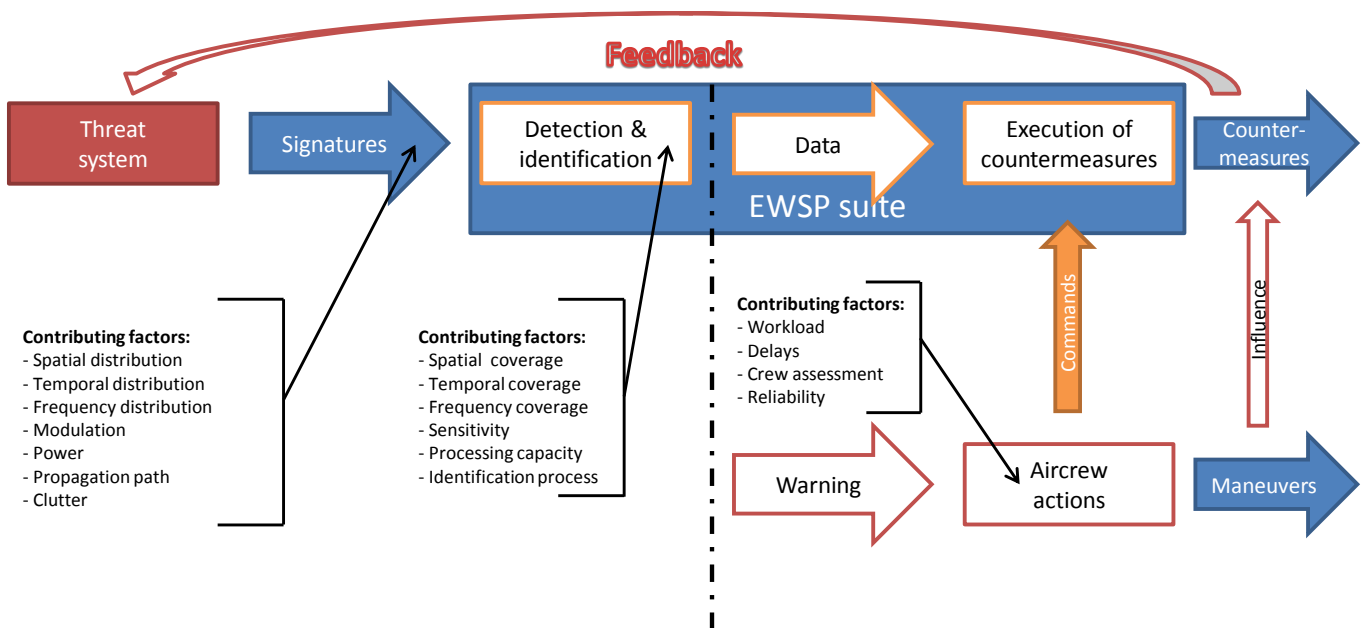 Feedback
Threat
system
Signatures
Detection &
identification
Data
Execution of
countermeasures
Counter-
measures
EWSP suite
Contributing factors:
- Spatial distribution
- Temporal distribution
- Frequency distribution
- Modulation
- Power
- Propagation path
- Clutter
Contributing factors:
- Spatial coverage
- Temporal coverage
- Frequency coverage
- Sensitivity
- Processing capacity
- Identification process
Contributing factors:
- Workload
- Delays
- Crew assessment
- Reliability
Commands
Influence
Warning
Aircrew
actions
Maneuvers